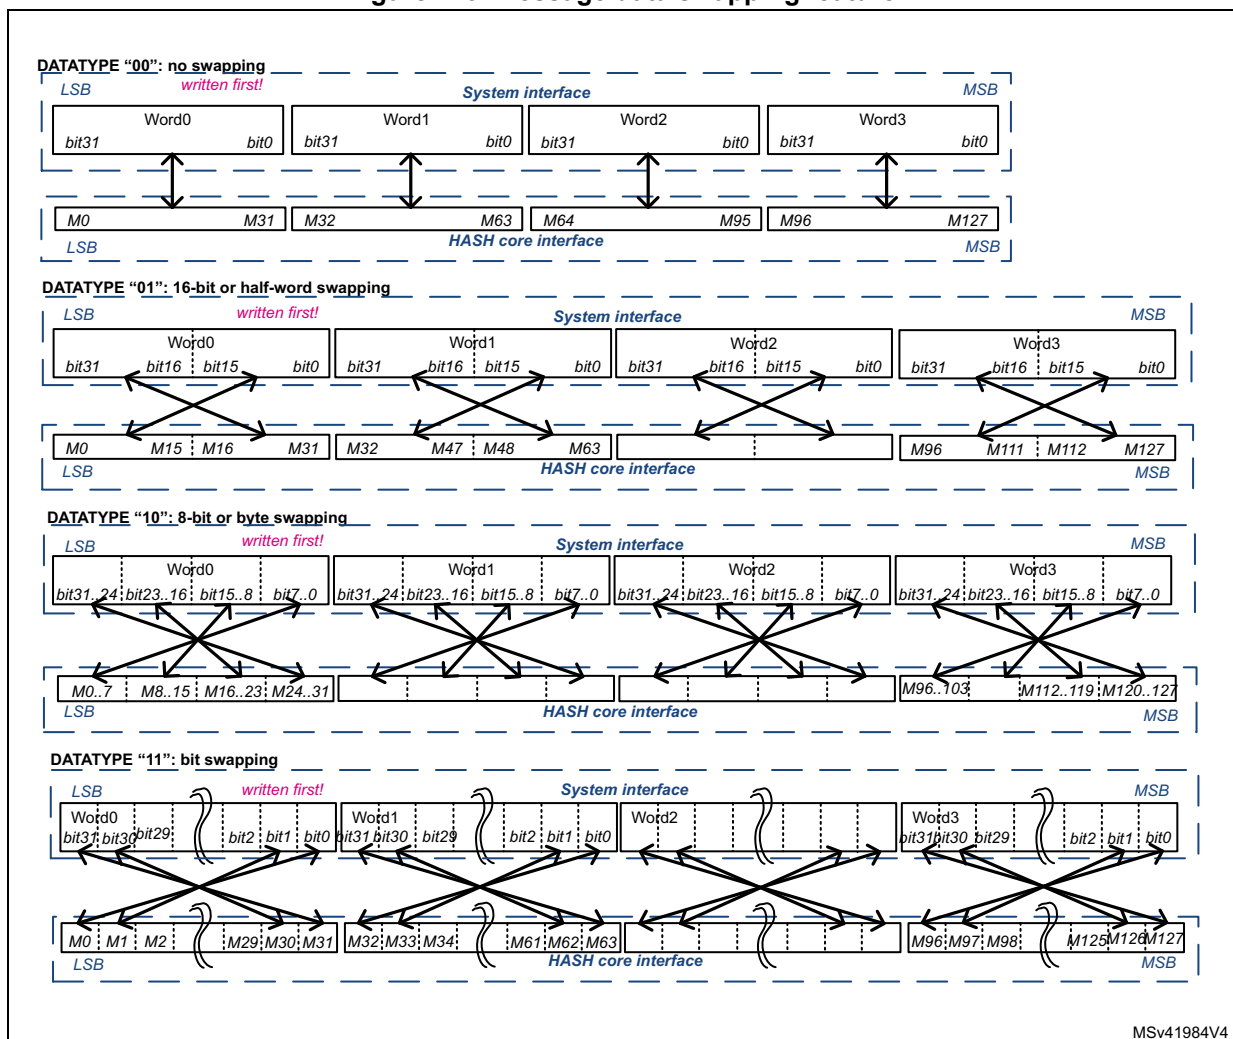 DATATYPE “00”: no swapping
LSB written first! System interface MSB
Word0 Word1 Word2 Word3
bit31 bit0 bit31 bit0 bit31 bit0 bit31 bit0
M0 M31 M32 M63 M64 M95 M96 M127
LSB HASH core interface MSB
DATATYPE “01”: 16-bit or half-word swapping
LSB written first! System interface MSB
Word0 Word1 Word2 Word3
bit31 bit16 bit15 bit0 bit31 bit16 bit15 bit0 bit31 bit16 bit15 bit0 bit31 bit16 bit15 bit0
M0 M15 M16 M31 M32 M47 M48 M63 M96 M111 M112 M127
LSB HASH core interface MSB
DATATYPE “10”: 8-bit or byte swapping
LSB written first! System interface MSB
Word0 Word1 Word2 Word3
bit31..24 bit23..16 bit15..8 bit7..0 bit31..24 bit23..16 bit15..8 bit7..0 bit31..24 bit23..16 bit15..8 bit7..0 bit31..24 bit23..16 bit15..8 bit7..0
M0..7 M8..15 M16..23 M24..31 M96..103 M112..119 M120..127
LSB HASH core interface MSB
DATATYPE “11”: bit swapping
LSB written first! System interface MSB
Word0 Word1 Word2 Word3
bit31 bit30 bit29 bit2 bit1 bit0 bit31 bit30 bit29 bit2 bit1 bit0 bit31 bit30 bit29 bit2 bit1 bit0
M0 M1 M2 M29 M30 M31 M32 M33 M34 M61 M62 M63 M96 M97 M98 M125 M126 M127
LSB HASH core interface MSB
MSv41984V4